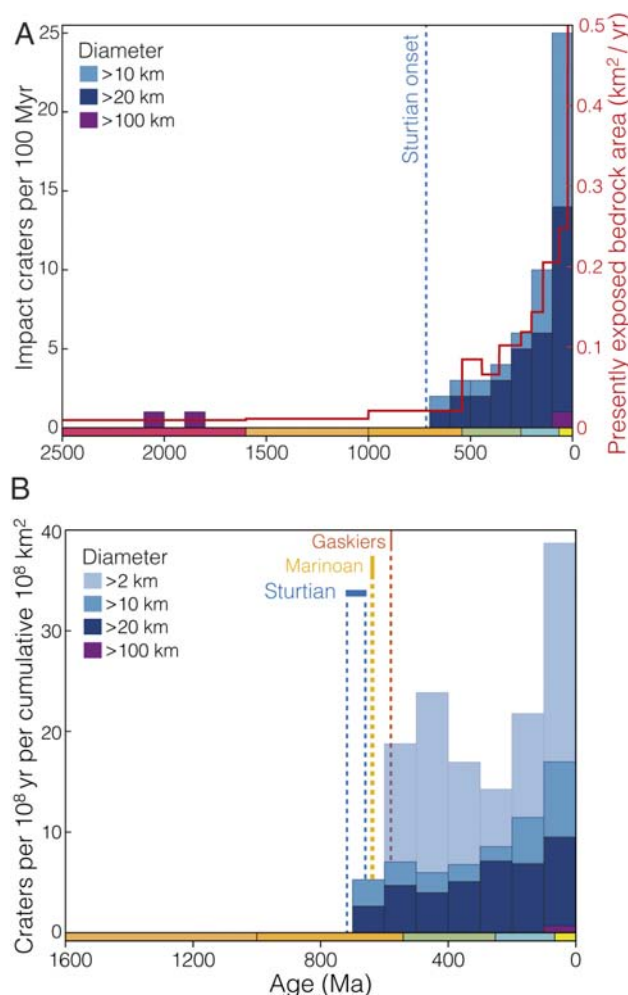 A
Diameter
>10 km
>20 km
>100 km
Sturtian onset
Impact craters per 100 Myr
25
20
15
10
5
0
Presently exposed bedrock area (km² / yr)
0.5
0.4
0.3
0.2
0.1
0
2500 2000 1500 1000 500 0
B
Diameter
>2 km
>10 km
>20 km
>100 km
Gaskiers
Marinoan
Sturtian
Craters per 10⁸ yr per cumulative 10⁸ km²
40
30
20
10
0
1600 1200 800 400 0
Age (Ma)